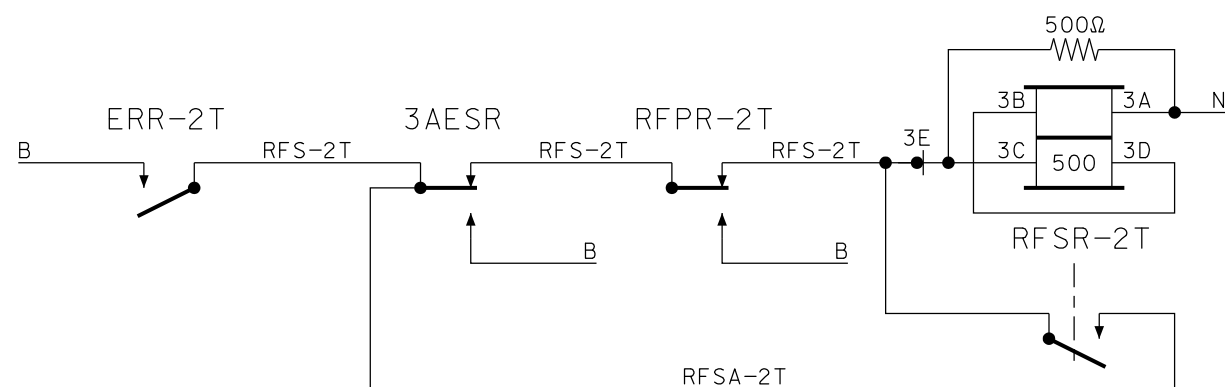 500Ω
3B
3A
N
ERR-2T
3AESR
RFPR-2T
3E
B
RFS-2T
RFS-2T
RFS-2T
3C
500
3D
B
B
RFSR-2T
RFSA-2T